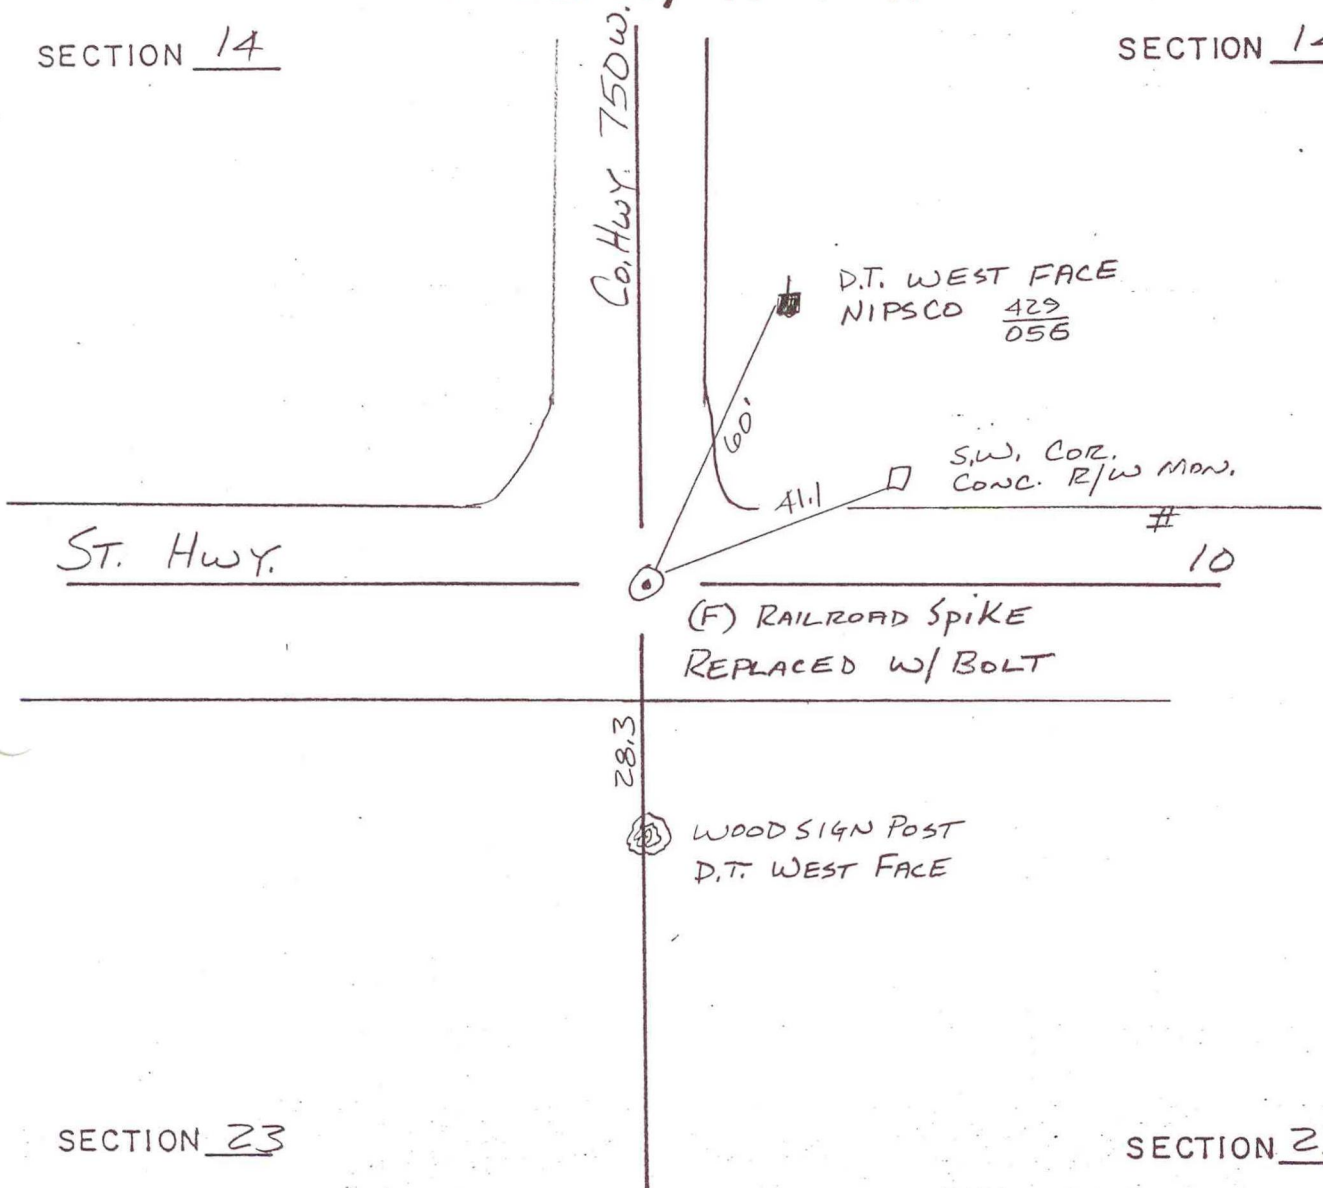 SECTION 14
SECTION 14
Co. Hwy. 750W.
D.T. WEST FACE
NIPSCO 429
056
60'
S.W. COR.
CONC. R/W MON.
41.1
ST. HWY. # 10
(F) RAILROAD SPIKE
REPLACED W/ BOLT
28.3
WOOD SIGN POST
D.T. WEST FACE
SECTION 23
SECTION 2